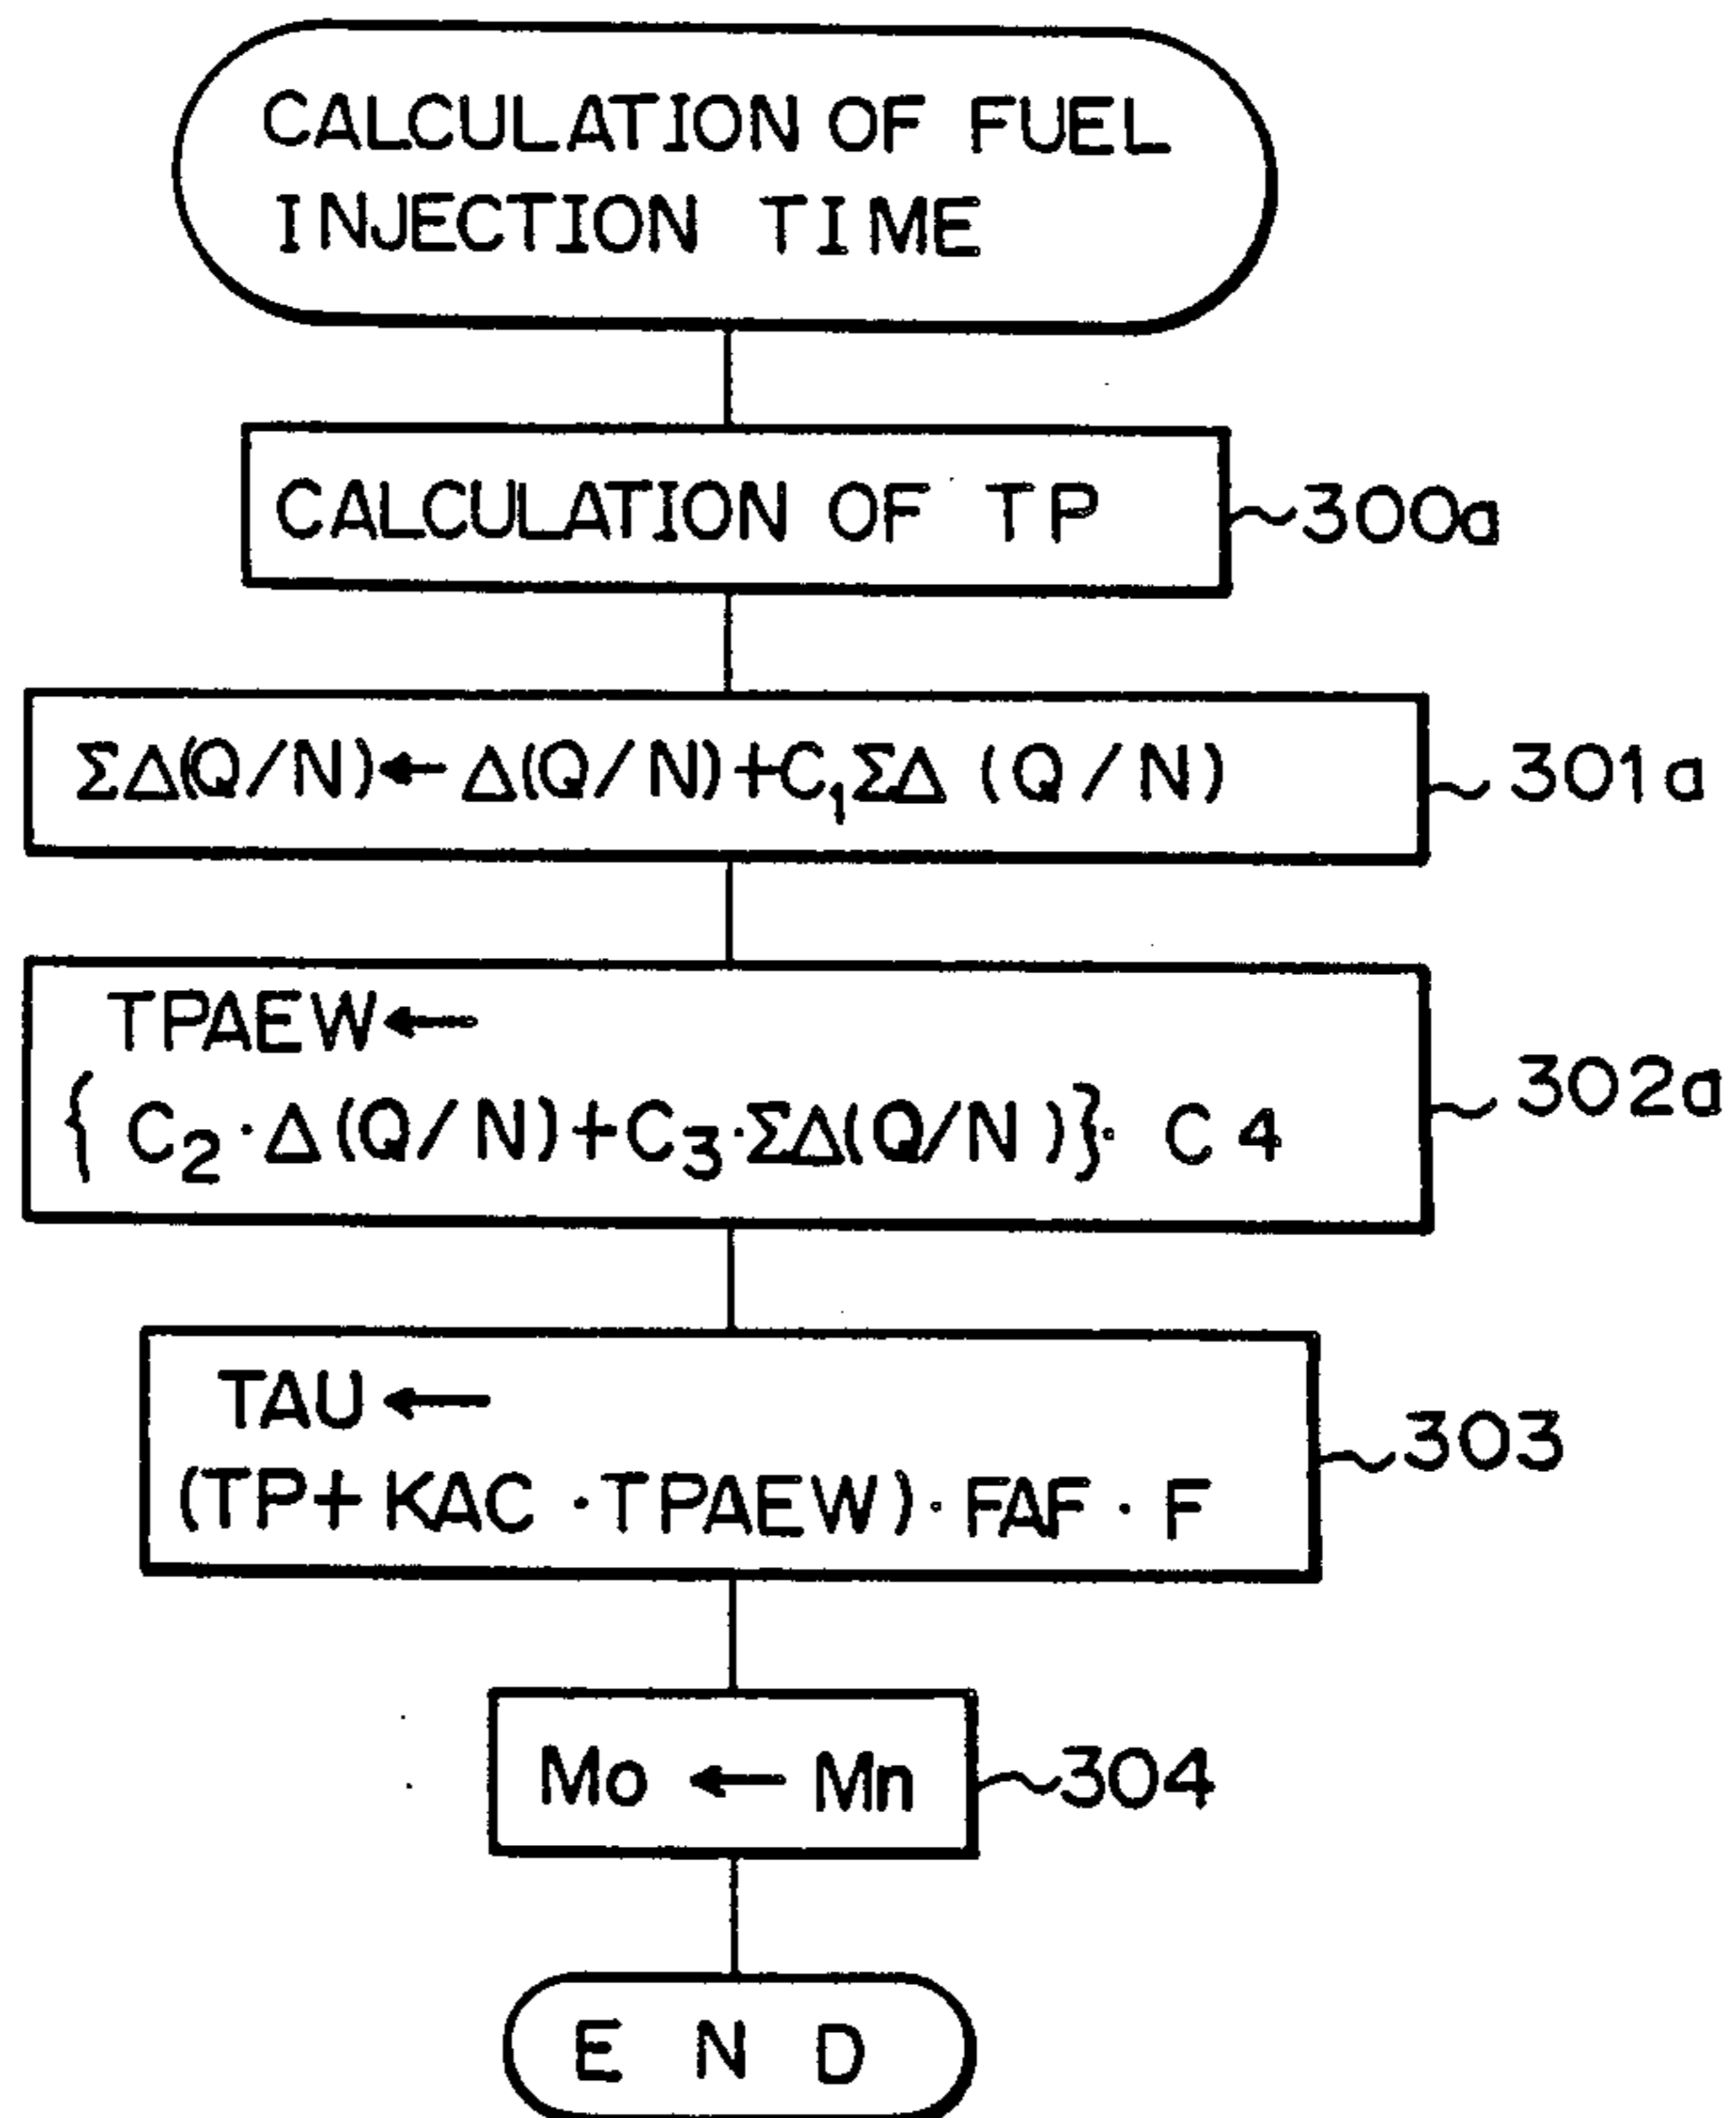 CALCULATION OF FUEL
INJECTION TIME
CALCULATION OF TP
300a
ΣΔ(Q/N)← Δ(Q/N)+C₁ΣΔ (Q/N)
301a
TPAEW←
{ C₂·Δ(Q/N)+C₃·ΣΔ(Q/N)}· C4
302a
TAU←
(TP+KAC·TPAEW)·FAF·F
303
Mo ← Mn
304
END